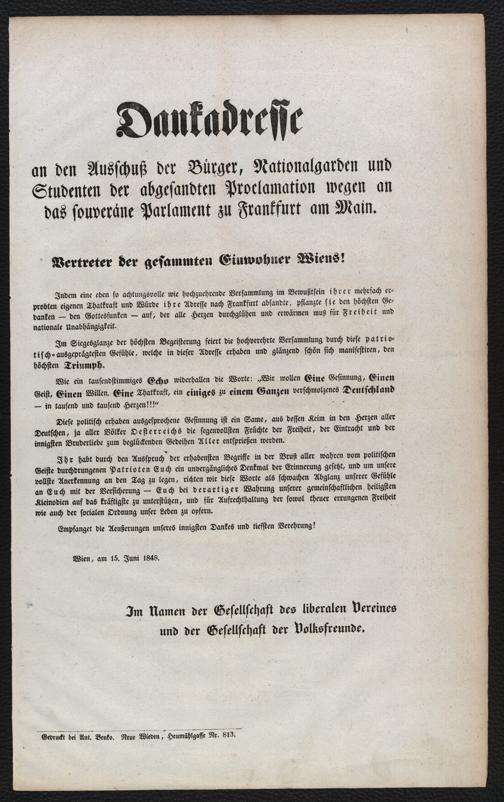 Dankadresse
an den Ausschuß der Bürger, Nationalgarden und
Studenten der abgesandten Proclamation wegen an
das souveräne Parlament zu Frankfurt am Main.
Vertreter der gesammten Einwohner Wiens!
Indem eine eben so achtungsvolle wie hochzuehrende Versammlung im Bewußtsein ihrer mehrfach er-
probten eigenen Thatkraft und Würde ihre Adresse nach Frankfurt absandte, pflanzte sie den höchsten Ge-
danken — den Gottesfunken — auf, der alle Herzen durchglühen und erwärmen muß für Freiheit und
nationale Unabhängigkeit.
Im Siegesglanze der höchsten Begeisterung feiert die hochverehrte Versammlung durch diese patrio-
tisch-ausgeprägtesten Gefühle, welche in dieser Adresse erhaben und glänzend schön sich manifestiren, den
höchsten Triumph.
Wie ein tausendstimmiges Echo widerhallen die Worte: „Wir wollen Eine Gesinnung, Einen
Geist, Einen Willen, Eine Thatkraft, ein einiges zu einem Ganzen verschmolzenes Deutschland
— in tausend und tausend Herzen!!!“
Diese politisch erhaben ausgesprochene Gesinnung ist ein Same, aus dessen Keim in den Herzen aller
Deutschen, ja aller Völker Oesterreichs die segenvollsten Früchte der Freiheit, der Eintracht und der
innigsten Bruderliebe zum beglückenden Gedeihen Aller entsprießen werden.
Ihr habt durch den Ausspruch der erhabensten Begriffe in der Brust aller wahren vom politischen
Geiste durchdrungenen Patrioten Euch ein unvergängliches Denkmal der Erinnerung gesetzt, und um unsere
vollste Anerkennung an den Tag zu legen, richten wir diese Worte als schwachen Abglanz unserer Gefühle
an Euch mit der Versicherung — Euch bei derartiger Wahrung unserer gemeinschaftlichen heiligsten
Kleinodien auf das kräftigste zu unterstützen, und für Aufrechthaltung der sowol theuer errungenen Freiheit
wie auch der socialen Ordnung unser Leben zu opfern.
Empfanget die Aeußerungen unseres innigsten Dankes und tiefsten Verehrung!
Wien, am 15. Juni 1848.
Im Namen der Gesellschaft des liberalen Vereines
und der Gesellschaft der Volksfreunde.
Gedruckt bei Ant. Benko. Neue Wieden, Heumühlgasse Nr. 813.